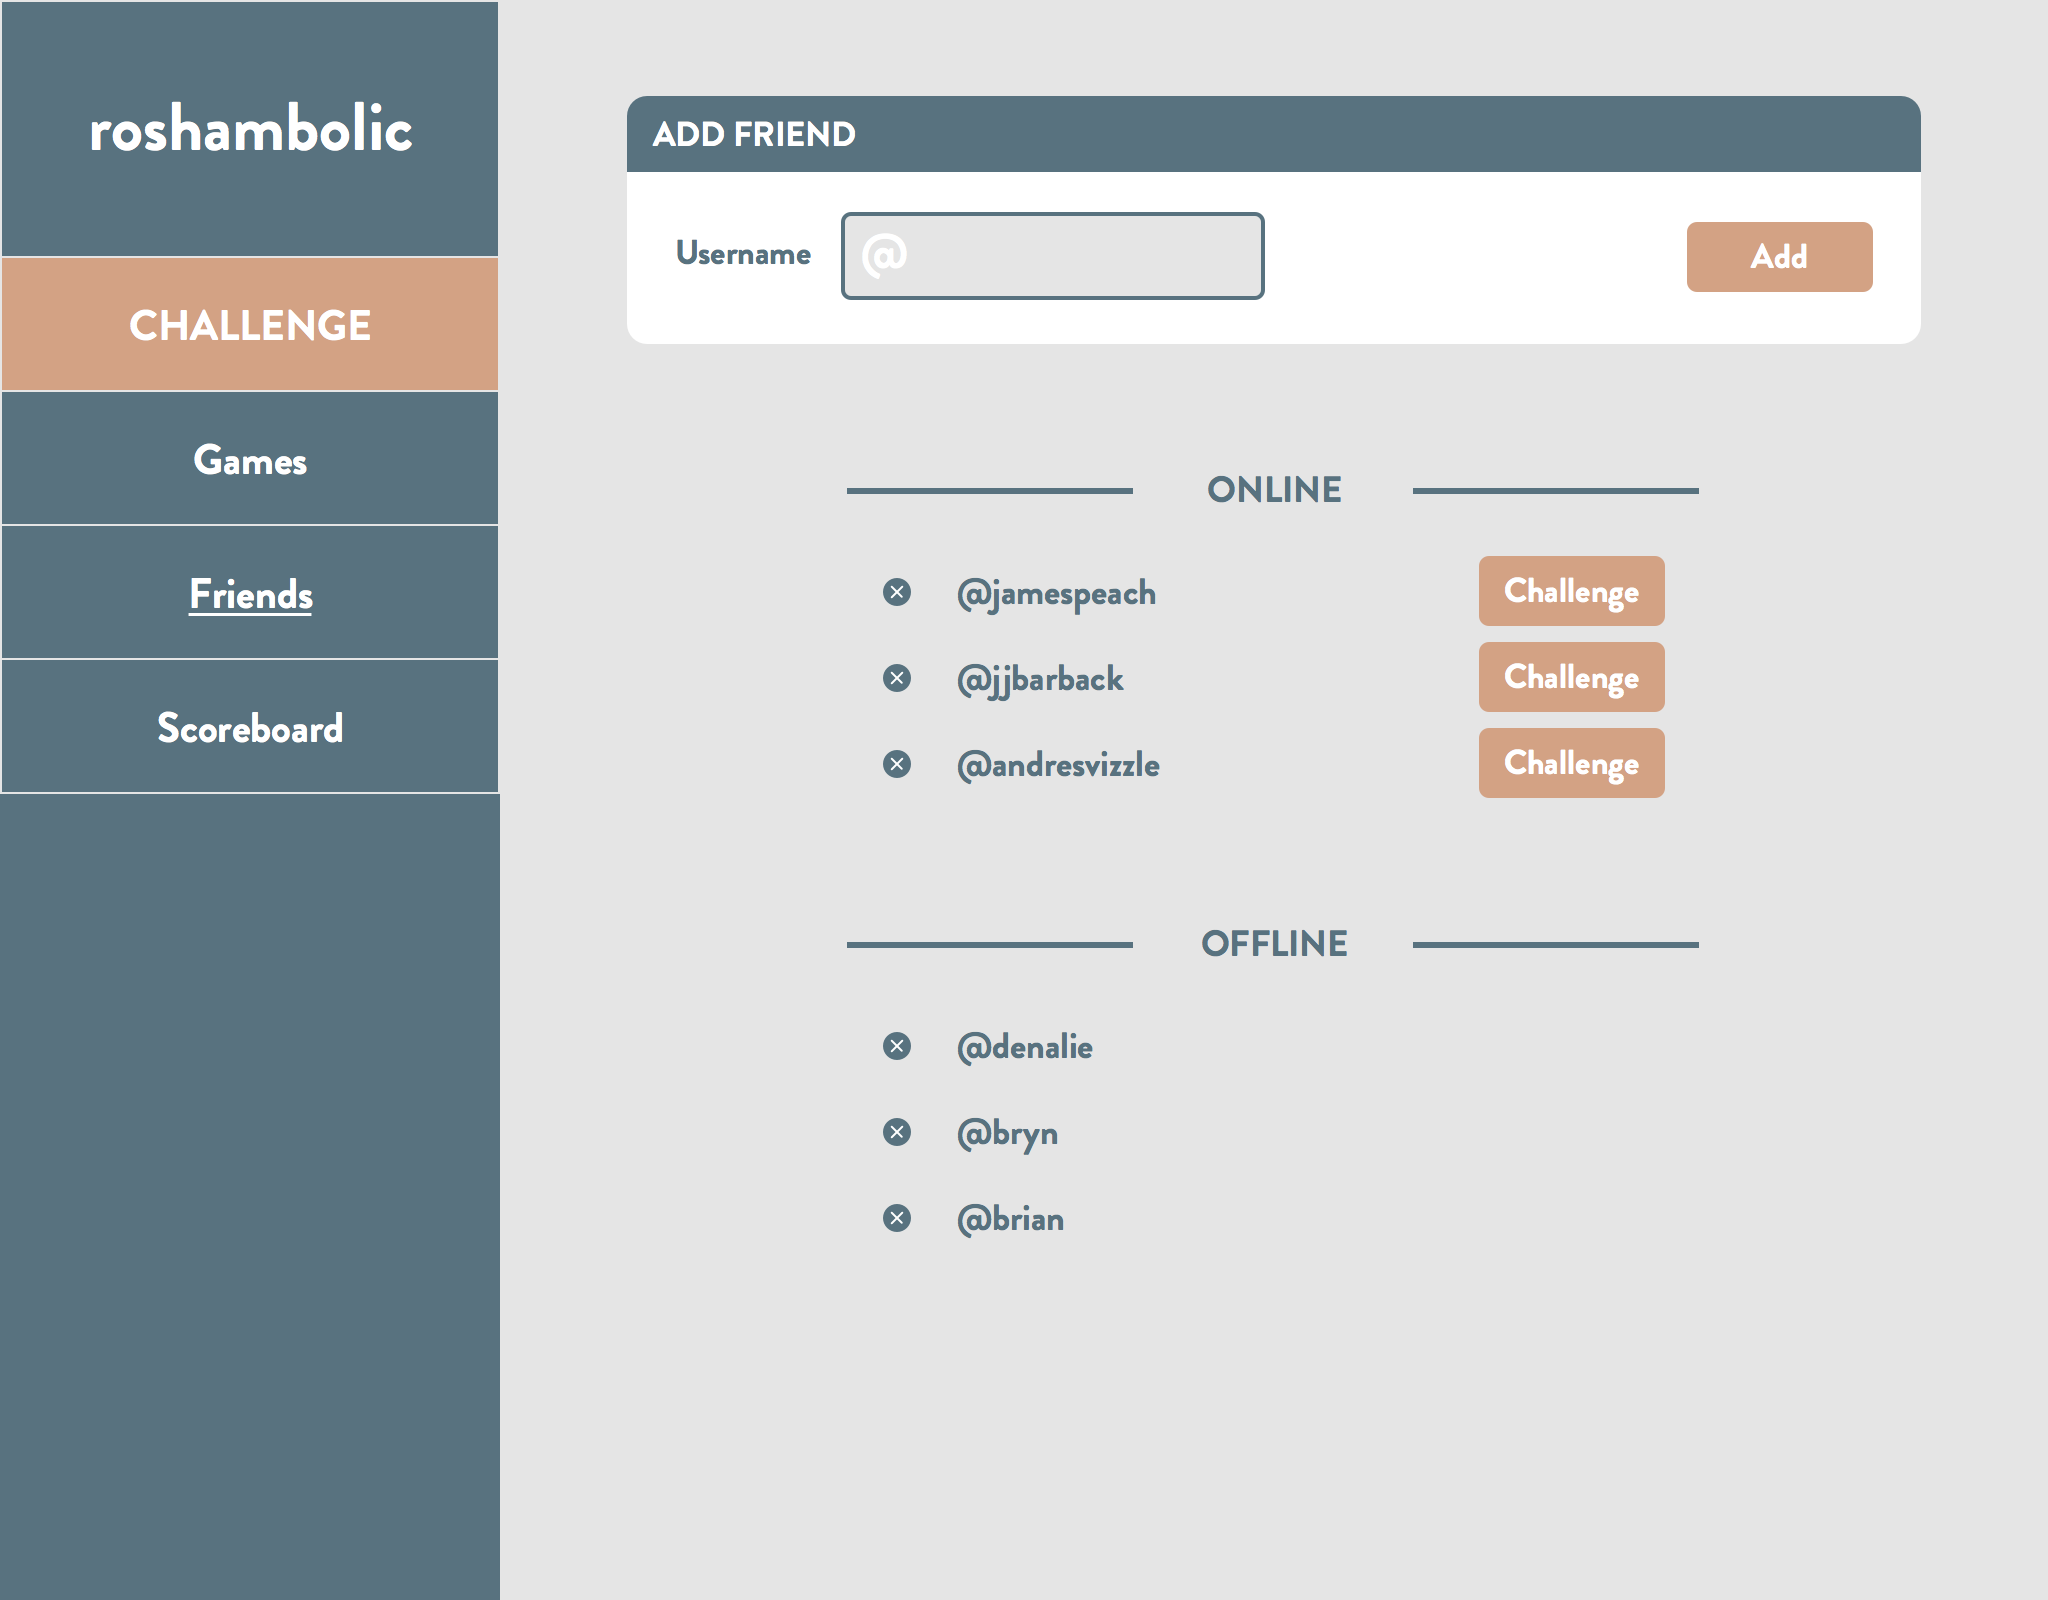 roshambolic
CHALLENGE
Games
Friends
Scoreboard
ADD FRIEND
Username @ Add
ONLINE
@jamespeach Challenge
@jjbarback Challenge
@andresvizzle Challenge
OFFLINE
@denalie
@bryn
@brian